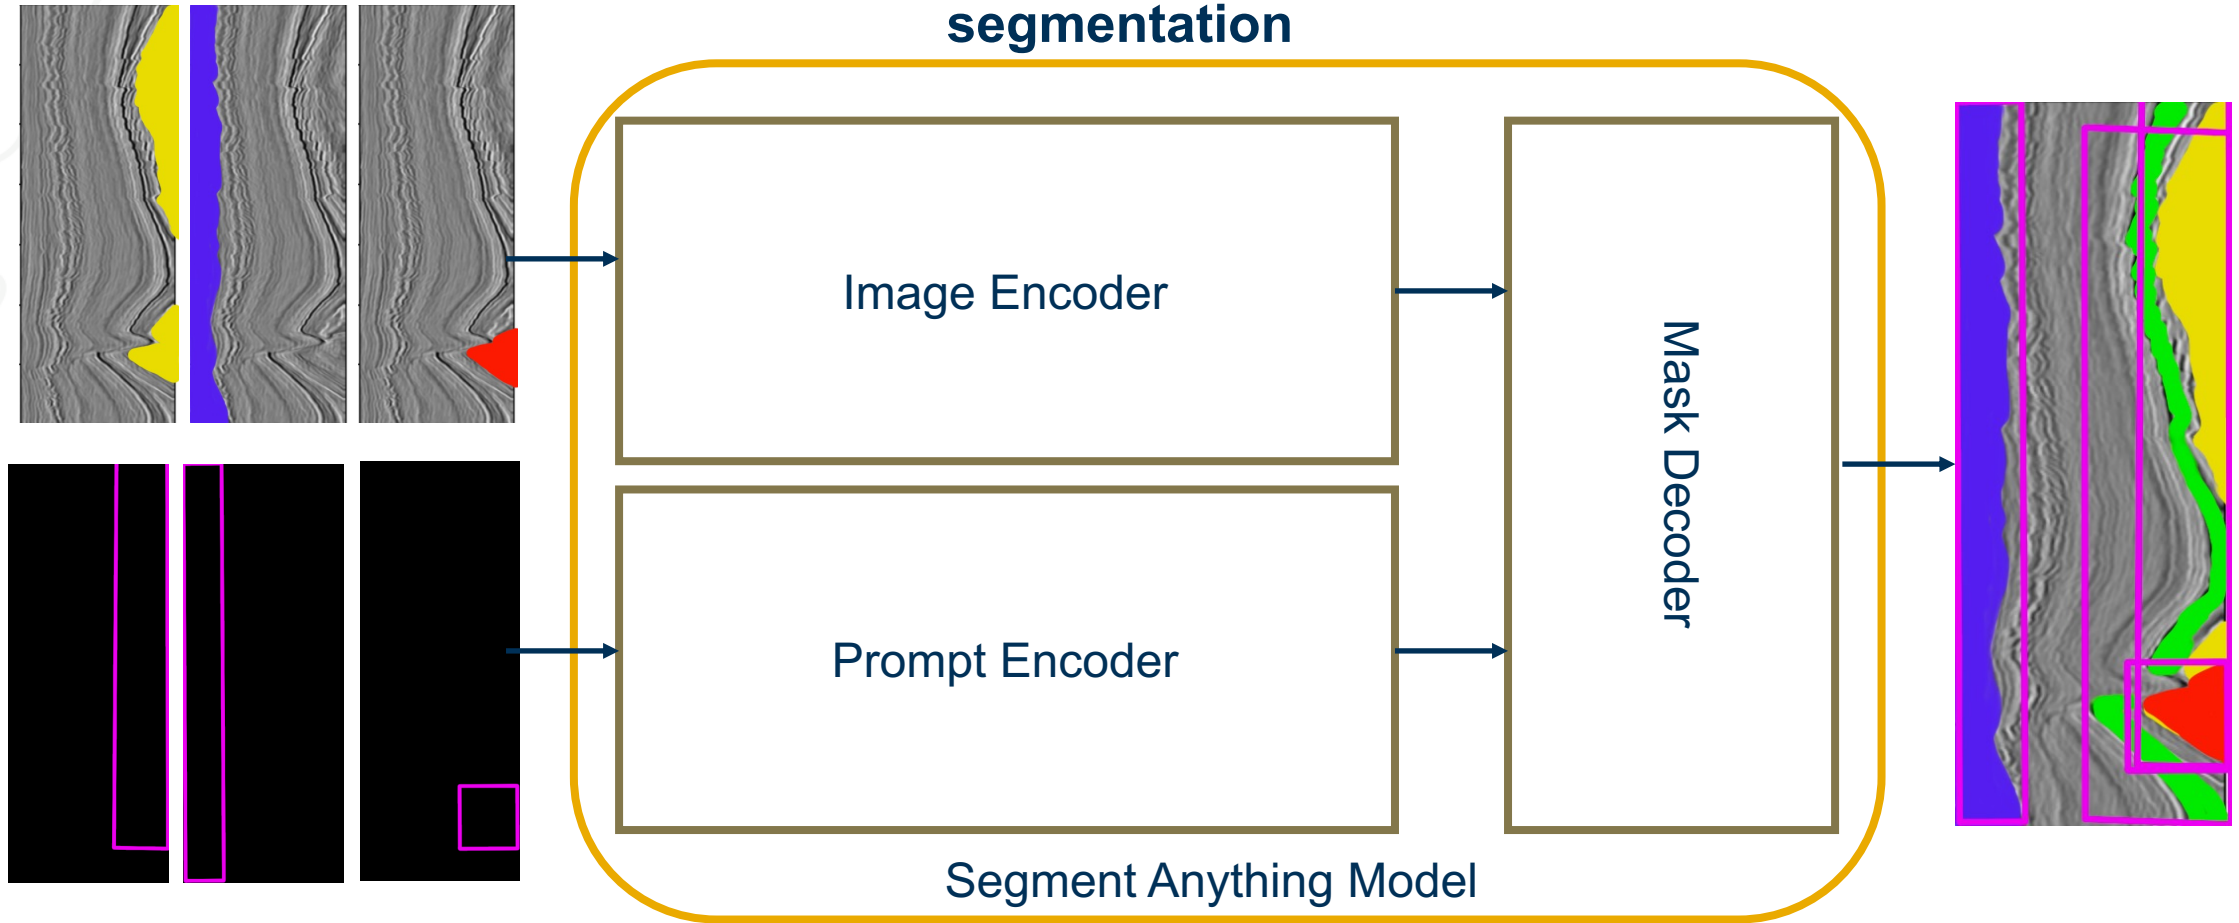 segmentation
Image Encoder
Prompt Encoder
Mask Decoder
Segment Anything Model